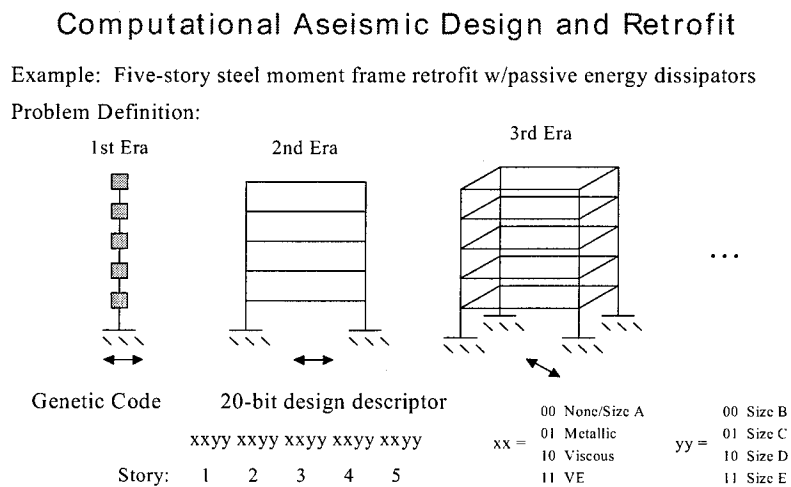 Computational Aseismic Design and Retrofit
Example: Five-story steel moment frame retrofit w/passive energy dissipators
Problem Definition:
1st Era
2nd Era
3rd Era
...
Genetic Code
20-bit design descriptor
xxyy xxyy xxyy xxyy xxyy
Story: 1 2 3 4 5
xx =
00 None/Size A
01 Metallic
10 Viscous
11 VE
yy =
00 Size B
01 Size C
10 Size D
11 Size E